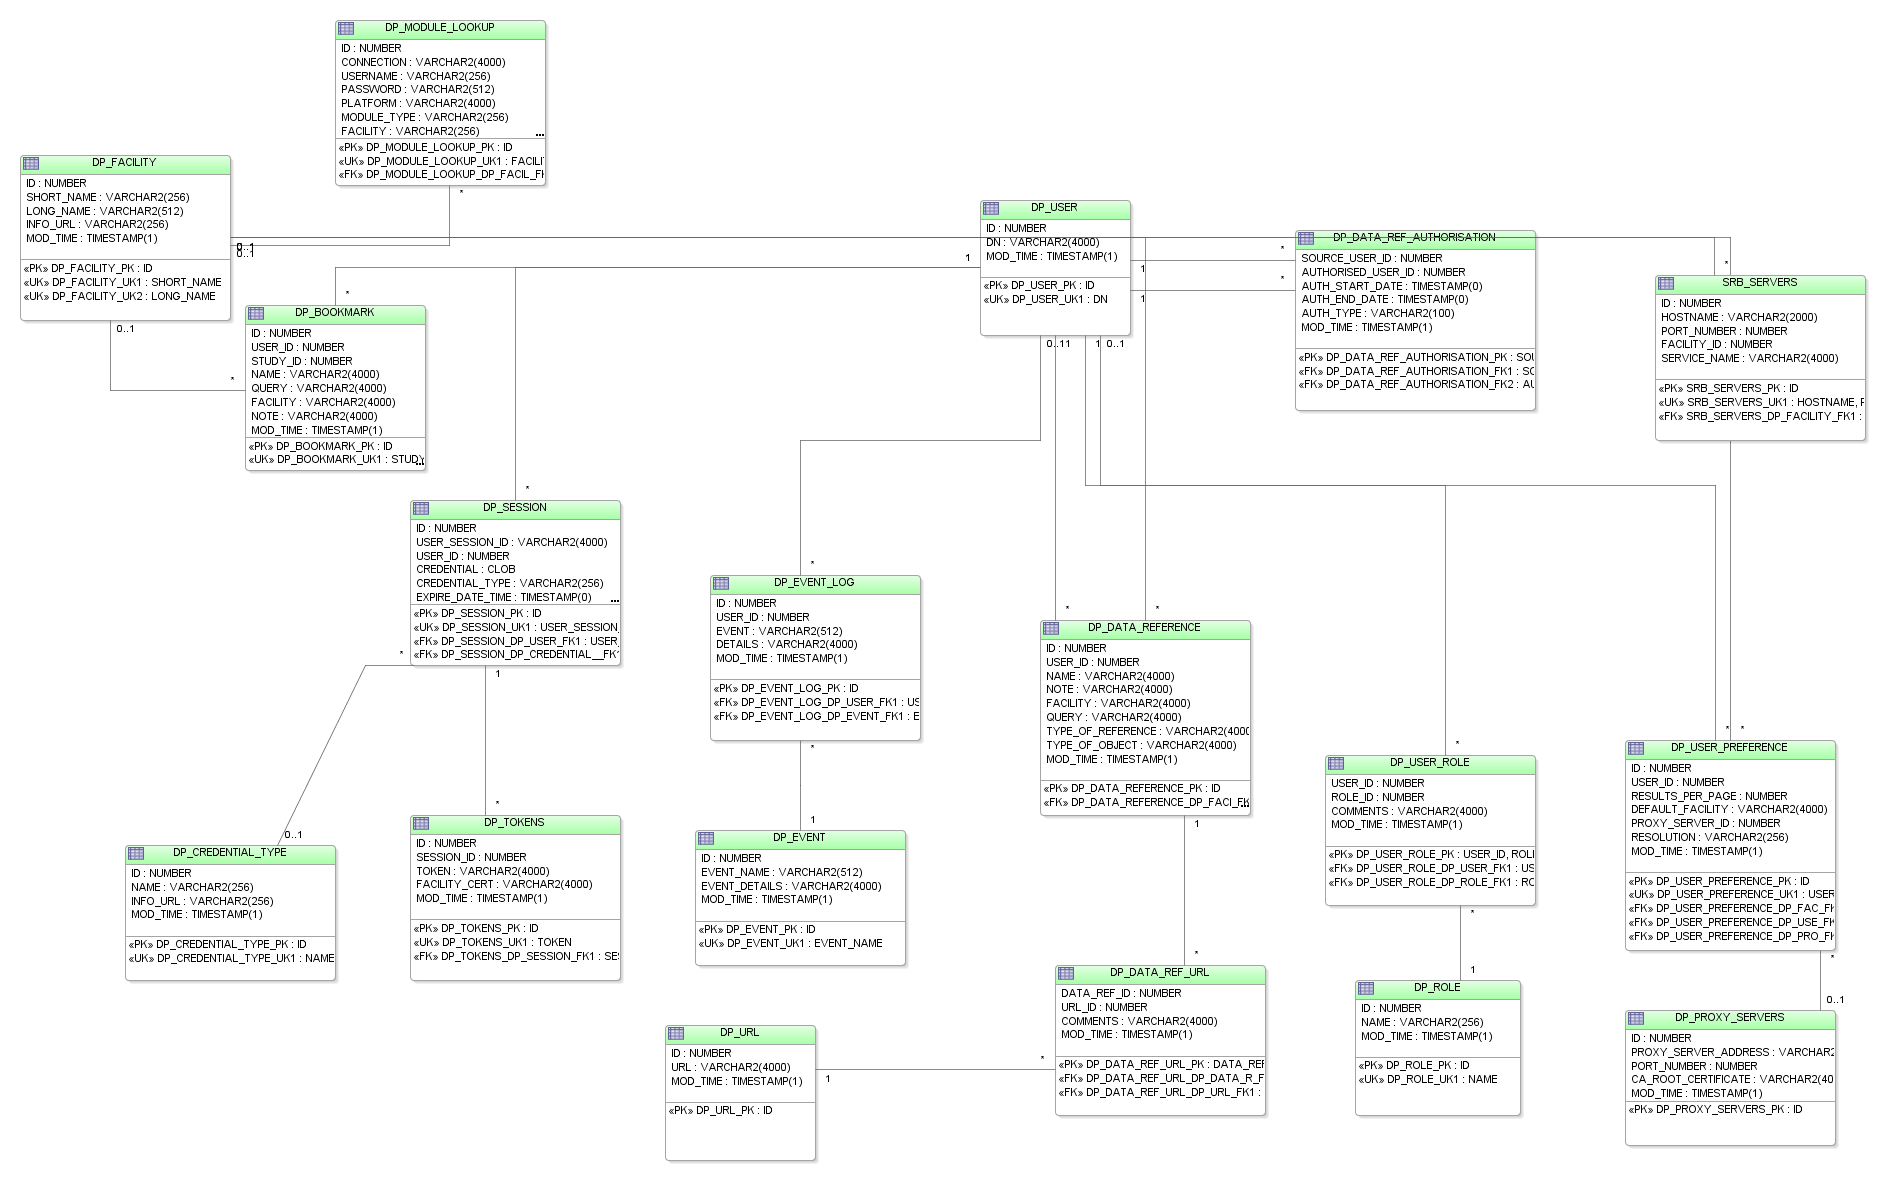 DP_MODULE_LOOKUP
ID : NUMBER
CONNECTION : VARCHAR2(4000)
USERNAME : VARCHAR2(256)
PASSWORD : VARCHAR2(512)
PLATFORM : VARCHAR2(4000)
MODULE_TYPE : VARCHAR2(256)
FACILITY : VARCHAR2(256)
...
«PK» DP_MODULE_LOOKUP_PK : ID
«UK» DP_MODULE_LOOKUP_UK1 : FACILI
«FK» DP_MODULE_LOOKUP_DP_FACIL_F
*
DP_FACILITY
ID : NUMBER
SHORT_NAME : VARCHAR2(256)
LONG_NAME : VARCHAR2(512)
INFO_URL : VARCHAR2(256)
MOD_TIME : TIMESTAMP(1)
«PK» DP_FACILITY_PK : ID
«UK» DP_FACILITY_UK1 : SHORT_NAME
«UK» DP_FACILITY_UK2 : LONG_NAME
0..1
0..1
0..1
DP_USER
ID : NUMBER
DN : VARCHAR2(4000)
MOD_TIME : TIMESTAMP(1)
«PK» DP_USER_PK : ID
«UK» DP_USER_UK1 : DN
1
1
1
*
*
0..11
1
0..1
DP_DATA_REF_AUTHORISATION
SOURCE_USER_ID : NUMBER
AUTHORISED_USER_ID : NUMBER
AUTH_START_DATE : TIMESTAMP(0)
AUTH_END_DATE : TIMESTAMP(0)
AUTH_TYPE : VARCHAR2(100)
MOD_TIME : TIMESTAMP(1)
«PK» DP_DATA_REF_AUTHORISATION_PK : SOU
«FK» DP_DATA_REF_AUTHORISATION_FK1 : SO
«FK» DP_DATA_REF_AUTHORISATION_FK2 : AU
*
SRB_SERVERS
ID : NUMBER
HOSTNAME : VARCHAR2(2000)
PORT_NUMBER : NUMBER
FACILITY_ID : NUMBER
SERVICE_NAME : VARCHAR2(4000)
«PK» SRB_SERVERS_PK : ID
«UK» SRB_SERVERS_UK1 : HOSTNAME, P
«FK» SRB_SERVERS_DP_FACILITY_FK1 :
*
*
DP_BOOKMARK
ID : NUMBER
USER_ID : NUMBER
STUDY_ID : NUMBER
NAME : VARCHAR2(4000)
QUERY : VARCHAR2(4000)
FACILITY : VARCHAR2(4000)
NOTE : VARCHAR2(4000)
MOD_TIME : TIMESTAMP(1)
«PK» DP_BOOKMARK_PK : ID
«UK» DP_BOOKMARK_UK1 : STUDY
...
*
DP_SESSION
ID : NUMBER
USER_SESSION_ID : VARCHAR2(4000)
USER_ID : NUMBER
CREDENTIAL : CLOB
CREDENTIAL_TYPE : VARCHAR2(256)
EXPIRE_DATE_TIME : TIMESTAMP(0)
...
«PK» DP_SESSION_PK : ID
«UK» DP_SESSION_UK1 : USER_SESSION_
«FK» DP_SESSION_DP_USER_FK1 : USER_
«FK» DP_SESSION_DP_CREDENTIAL__FK1
*
1
*
DP_EVENT_LOG
ID : NUMBER
USER_ID : NUMBER
EVENT : VARCHAR2(512)
DETAILS : VARCHAR2(4000)
MOD_TIME : TIMESTAMP(1)
«PK» DP_EVENT_LOG_PK : ID
«FK» DP_EVENT_LOG_DP_USER_FK1 : US
«FK» DP_EVENT_LOG_DP_EVENT_FK1 : E
*
*
*
DP_DATA_REFERENCE
ID : NUMBER
USER_ID : NUMBER
NAME : VARCHAR2(4000)
NOTE : VARCHAR2(4000)
FACILITY : VARCHAR2(4000)
QUERY : VARCHAR2(4000)
TYPE_OF_REFERENCE : VARCHAR2(4000
TYPE_OF_OBJECT : VARCHAR2(4000)
MOD_TIME : TIMESTAMP(1)
«PK» DP_DATA_REFERENCE_PK : ID
«FK» DP_DATA_REFERENCE_DP_FACI_FK
...
1
*
DP_USER_ROLE
USER_ID : NUMBER
ROLE_ID : NUMBER
COMMENTS : VARCHAR2(4000)
MOD_TIME : TIMESTAMP(1)
«PK» DP_USER_ROLE_PK : USER_ID, ROLE
«FK» DP_USER_ROLE_DP_USER_FK1 : US
«FK» DP_USER_ROLE_DP_ROLE_FK1 : RO
*
* *
DP_USER_PREFERENCE
ID : NUMBER
USER_ID : NUMBER
RESULTS_PER_PAGE : NUMBER
DEFAULT_FACILITY : VARCHAR2(4000)
PROXY_SERVER_ID : NUMBER
RESOLUTION : VARCHAR2(256)
MOD_TIME : TIMESTAMP(1)
«PK» DP_USER_PREFERENCE_PK : ID
«UK» DP_USER_PREFERENCE_UK1 : USER
«FK» DP_USER_PREFERENCE_DP_FAC_FK
«FK» DP_USER_PREFERENCE_DP_USE_FK
«FK» DP_USER_PREFERENCE_DP_PRO_FK
*
0..1
0..1
DP_CREDENTIAL_TYPE
ID : NUMBER
NAME : VARCHAR2(256)
INFO_URL : VARCHAR2(256)
MOD_TIME : TIMESTAMP(1)
«PK» DP_CREDENTIAL_TYPE_PK : ID
«UK» DP_CREDENTIAL_TYPE_UK1 : NAME
*
DP_TOKENS
ID : NUMBER
SESSION_ID : NUMBER
TOKEN : VARCHAR2(4000)
FACILITY_CERT : VARCHAR2(4000)
MOD_TIME : TIMESTAMP(1)
«PK» DP_TOKENS_PK : ID
«UK» DP_TOKENS_UK1 : TOKEN
«FK» DP_TOKENS_DP_SESSION_FK1 : SES
1
DP_EVENT
ID : NUMBER
EVENT_NAME : VARCHAR2(512)
EVENT_DETAILS : VARCHAR2(4000)
MOD_TIME : TIMESTAMP(1)
«PK» DP_EVENT_PK : ID
«UK» DP_EVENT_UK1 : EVENT_NAME
*
DP_DATA_REF_URL
DATA_REF_ID : NUMBER
URL_ID : NUMBER
COMMENTS : VARCHAR2(4000)
MOD_TIME : TIMESTAMP(1)
«PK» DP_DATA_REF_URL_PK : DATA_REF
«FK» DP_DATA_REF_URL_DP_DATA_R_F
«FK» DP_DATA_REF_URL_DP_URL_FK1 :
*
1
DP_URL
ID : NUMBER
URL : VARCHAR2(4000)
MOD_TIME : TIMESTAMP(1)
«PK» DP_URL_PK : ID
1
DP_ROLE
ID : NUMBER
NAME : VARCHAR2(256)
MOD_TIME : TIMESTAMP(1)
«PK» DP_ROLE_PK : ID
«UK» DP_ROLE_UK1 : NAME
DP_PROXY_SERVERS
ID : NUMBER
PROXY_SERVER_ADDRESS : VARCHAR2
PORT_NUMBER : NUMBER
CA_ROOT_CERTIFICATE : VARCHAR2(40
MOD_TIME : TIMESTAMP(1)
«PK» DP_PROXY_SERVERS_PK : ID